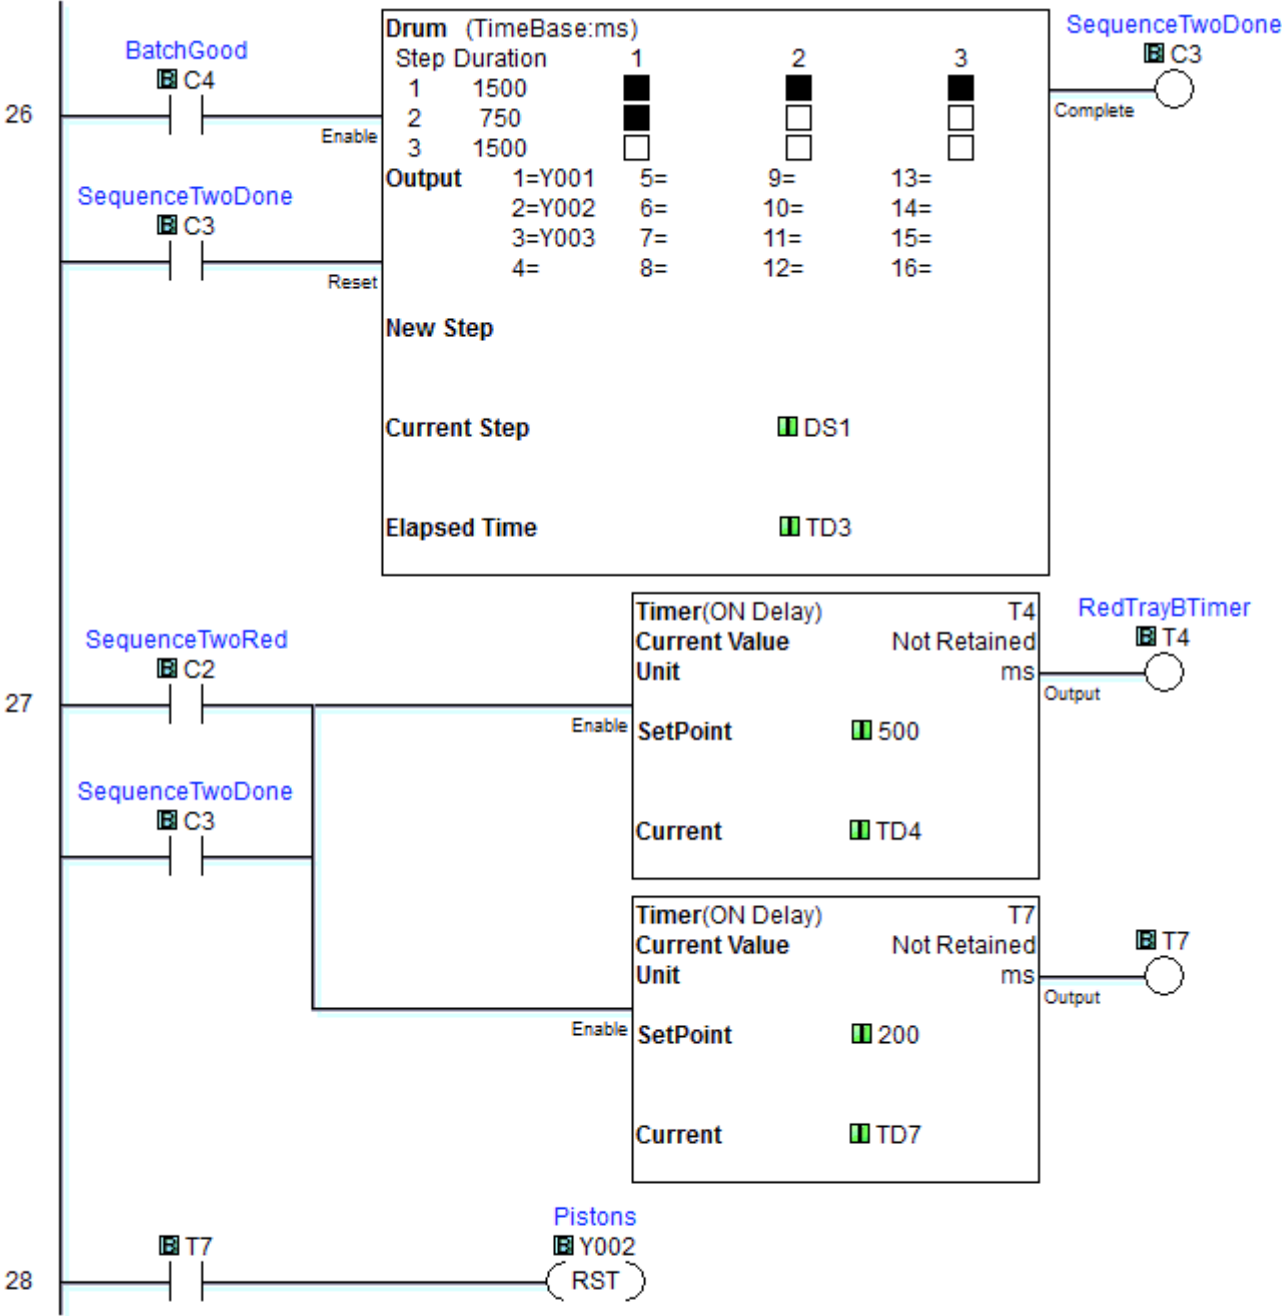 Drum (TimeBase:ms)
SequenceTwoDone
BatchGood
Step Duration 1 2 3
B C3
B C4
1 1500
26
2 750
Complete
Enable
3 1500
Output 1=Y001 5= 9= 13=
SequenceTwoDone
2=Y002 6= 10= 14=
B C3
3=Y003 7= 11= 15=
4= 8= 12= 16=
Reset
New Step
Current Step DS1
Elapsed Time TD3
Timer(ON Delay) T4
RedTrayBTimer
SequenceTwoRed
Current Value Not Retained
B T4
B C2
Unit ms
Output
27
Enable
SetPoint 500
SequenceTwoDone
B C3
Current TD4
Timer(ON Delay) T7
Current Value Not Retained
B T7
Unit ms
Output
Enable
SetPoint 200
Current TD7
Pistons
B T7
B Y002
28
RST